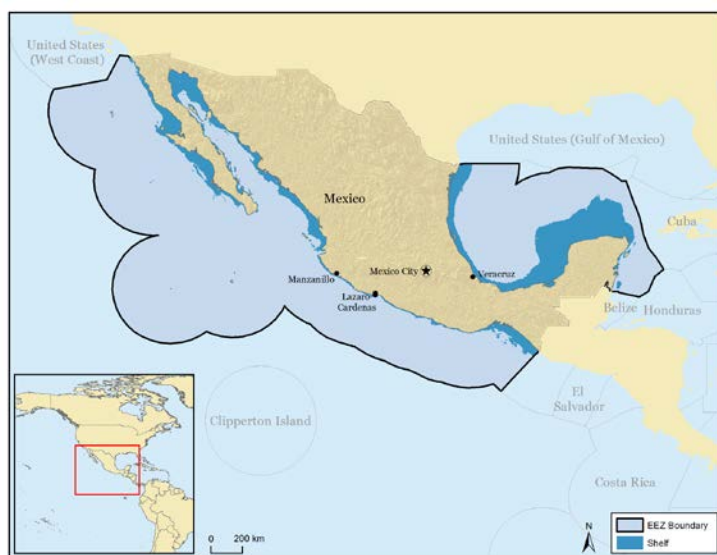 United States
(West Coast)
United States (Gulf of Mexico)
Mexico
Cuba
Manzillo
Mexico City
Veracruz
Lazaro
Cardenas
Belize
Honduras
El
Salvador
Clipperton Island
Costa Rica
0
200 km
N
EEZ Boundary
Shelf